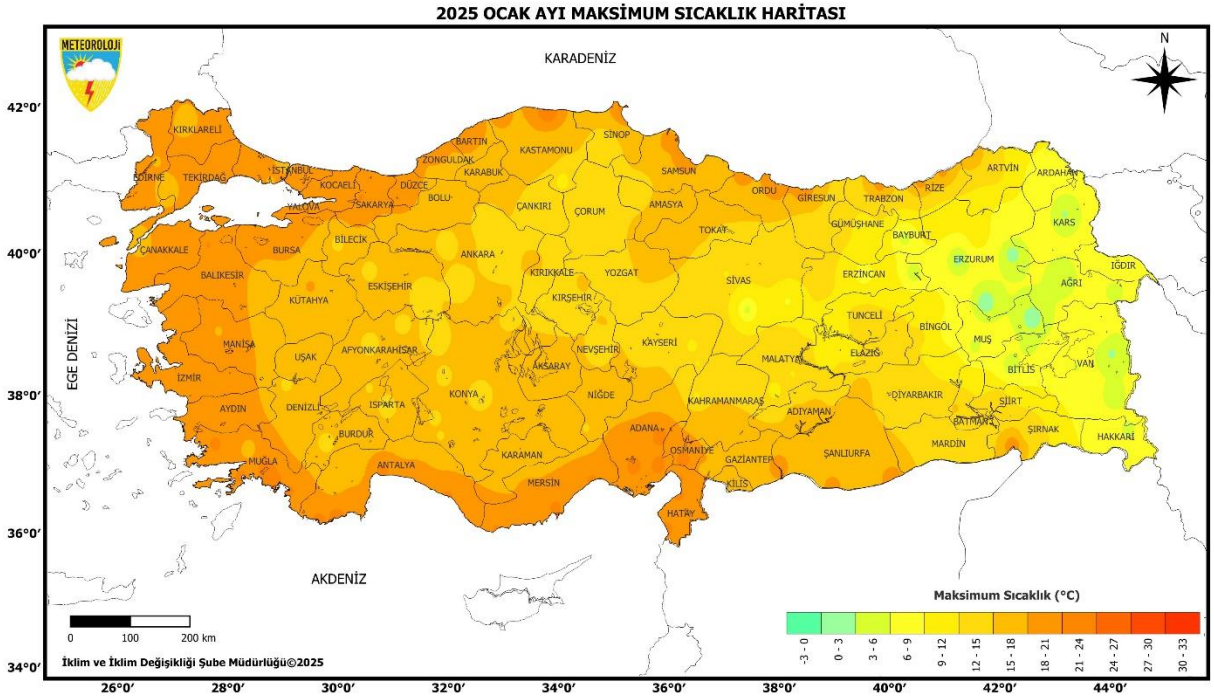 2025 OCAK AYI MAKSİMUM SICAKLIK HARİTASI
METEOROLOJİ
KARADENİZ
N
42°0'
40°0'
38°0'
36°0'
34°0'
EGE DENİZİ
AKDENİZ
KIRKLARELİ
EDİRNE
TEKİRDAĞ
İSTANBUL
KOCAELİ
YALOVA
SAKARYA
DÜZCE
ZONGULDAK
BARTIN
KARABUK
BOLU
KASTAMONU
SİNOP
SAMSUN
ORDU
GİRESUN
TRABZON
RİZE
ARTVİN
ARDAHAN
ÇANAKKALE
BURSA
BİLECİK
ANKARA
ÇANKIRI
ÇORUM
AMASYA
TOKAT
GÜMÜŞHANE
BAYBURT
KARS
BALIKESİR
KÜTAHYA
ESKİŞEHİR
KIRIKKALE
YOZGAT
SİVAS
ERZİNCAN
ERZURUM
AĞRI
IĞDIR
KIRŞEHİR
TUNCELİ
BİNGÖL
MUŞ
MANİSA
UŞAK
AFYONKARAHİSAR
AKSARAY
NEVŞEHİR
KAYSERİ
MALATYA
ELAZIĞ
BİTLİS
VAN
İZMİR
AYDIN
DENİZLİ
ISPARTA
KONYA
NİĞDE
KAHRAMANMARAŞ
ADIYAMAN
DİYARBAKIR
BATMAN
SİİRT
ŞIRNAK
HAKKARİ
BURDUR
MUĞLA
ANTALYA
KARAMAN
MERSİN
ADANA
OSMANİYE
GAZİANTEP
KİLİS
ŞANLIURFA
MARDİN
HATAY
0 100 200 km
İklim ve İklim Değişikliği Şube Müdürlüğü©2025
Maksimum Sıcaklık (°C)
-3 - 0
0 - 3
3 - 6
6 - 9
9 - 12
12 - 15
15 - 18
18 - 21
21 - 24
24 - 27
27 - 30
30 - 33
26°0' 28°0' 30°0' 32°0' 34°0' 36°0' 38°0' 40°0' 42°0' 44°0'